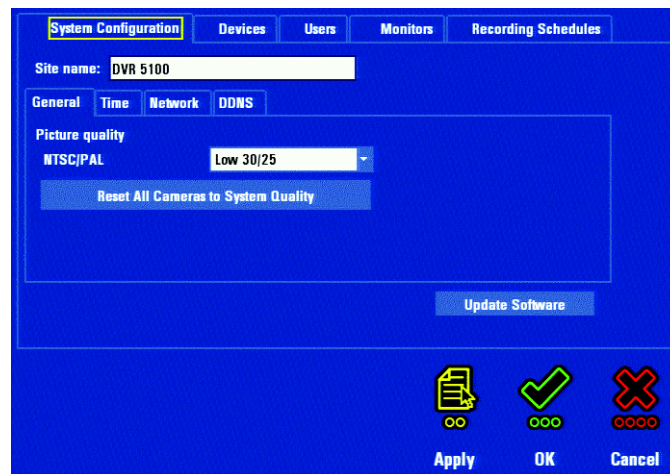 System Configuration Devices Users Monitors Recording Schedules
Site name: DVR 5100
General Time Network DDNS
Picture quality
NTSC/PAL Low 30/25
Reset All Cameras to System Quality
Update Software
Apply OK Cancel